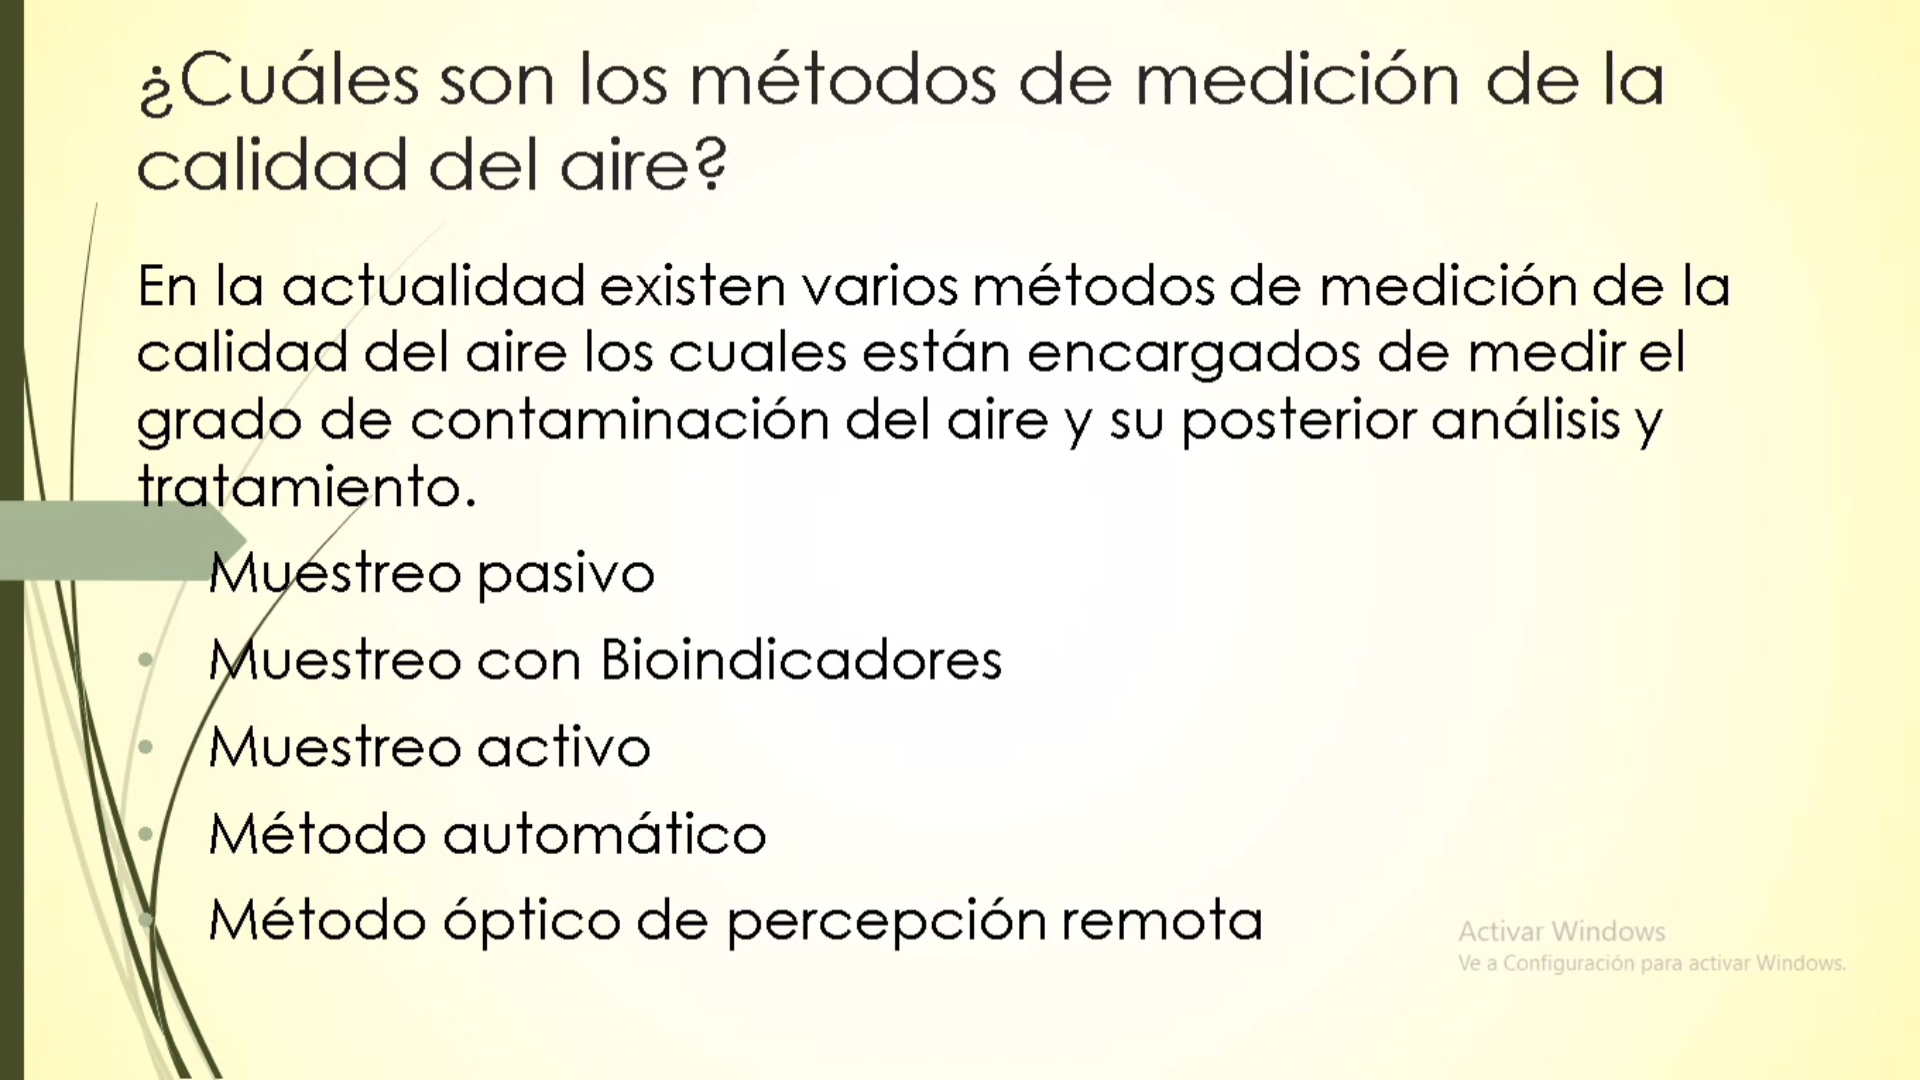 ¿Cuáles son los métodos de medición de la
calidad del aire?
En la actualidad existen varios métodos de medición de la
calidad del aire los cuales están encargados de medir el
grado de contaminación del aire y su posterior análisis y
tratamiento.
Muestreo pasivo
• Muestreo con Bioindicadores
• Muestreo activo
• Método automático
• Método óptico de percepción remota
Activar Windows
Ve a Configuración para activar Windows.